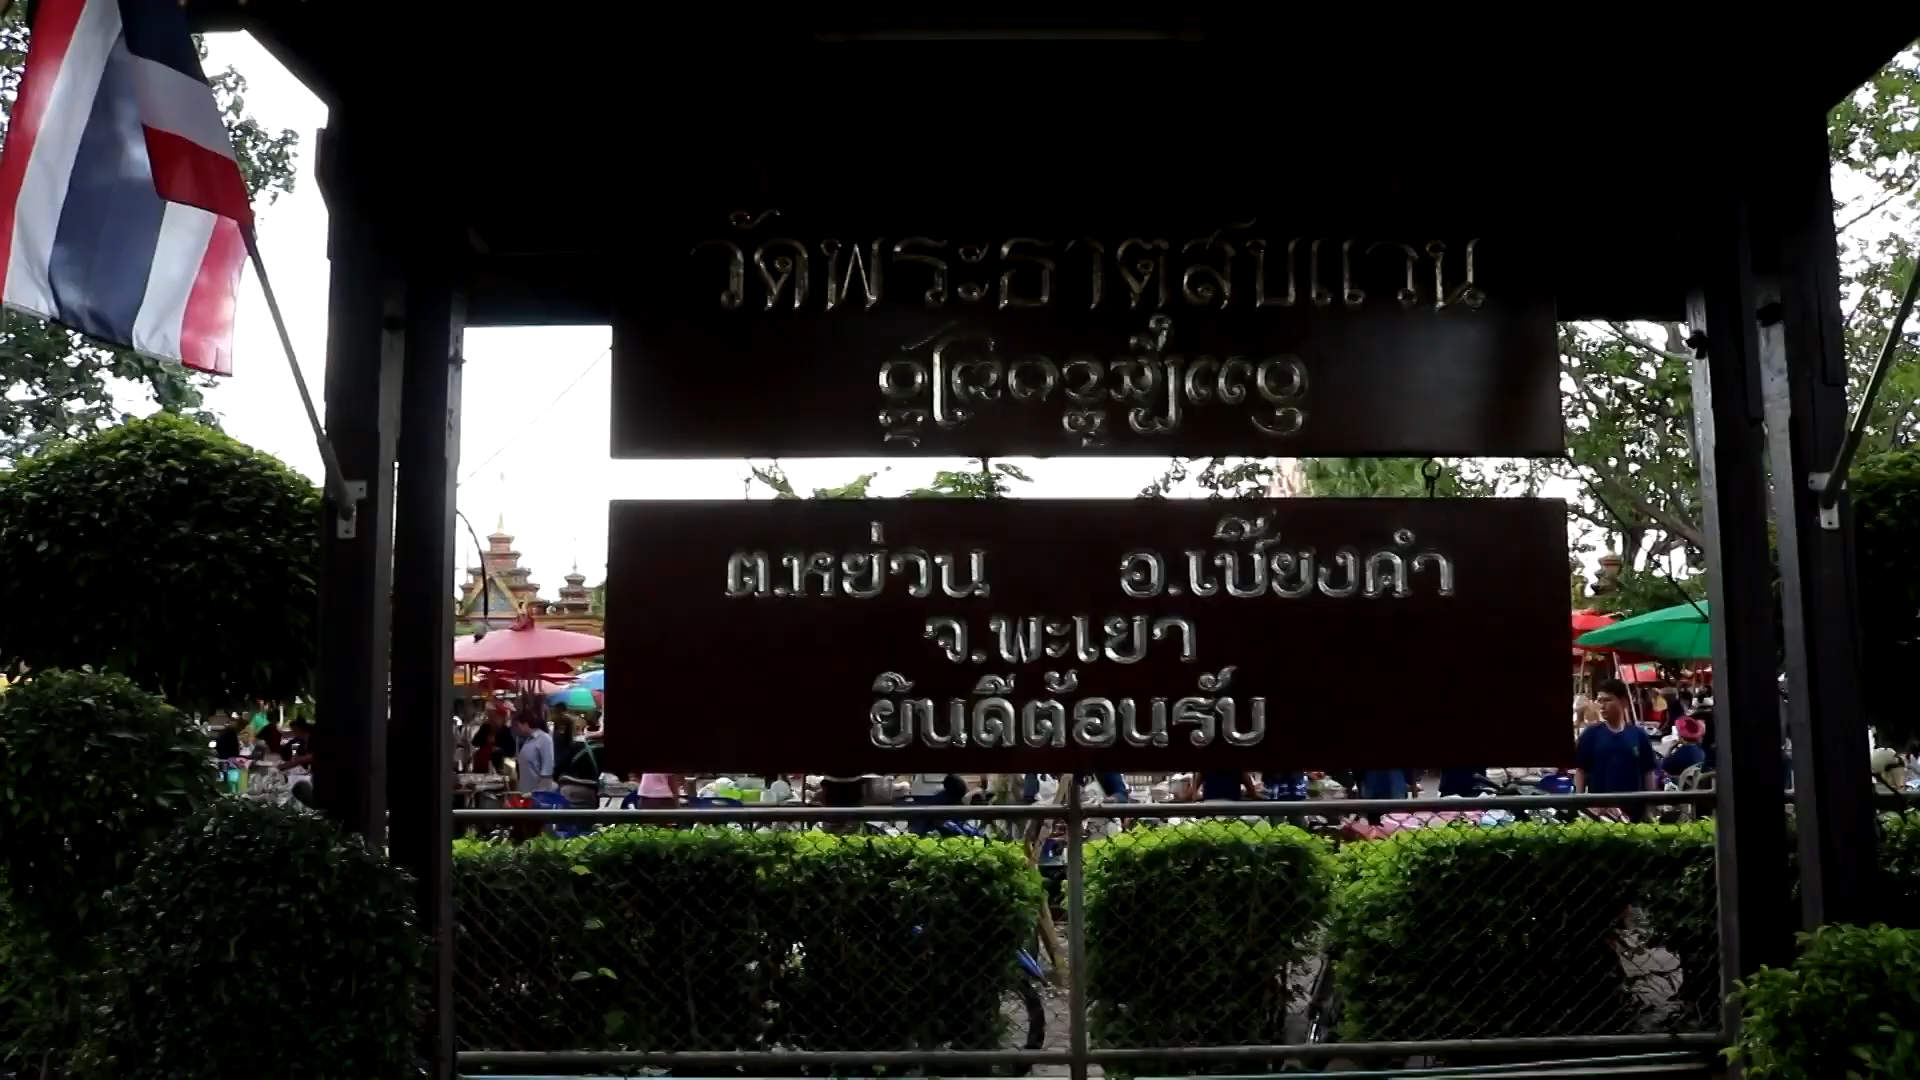 วัดพระธาตุสบแวน
ต.หย่วน อ.เชียงคำ
จ.พะเยา
ยินดีต้อนรับ